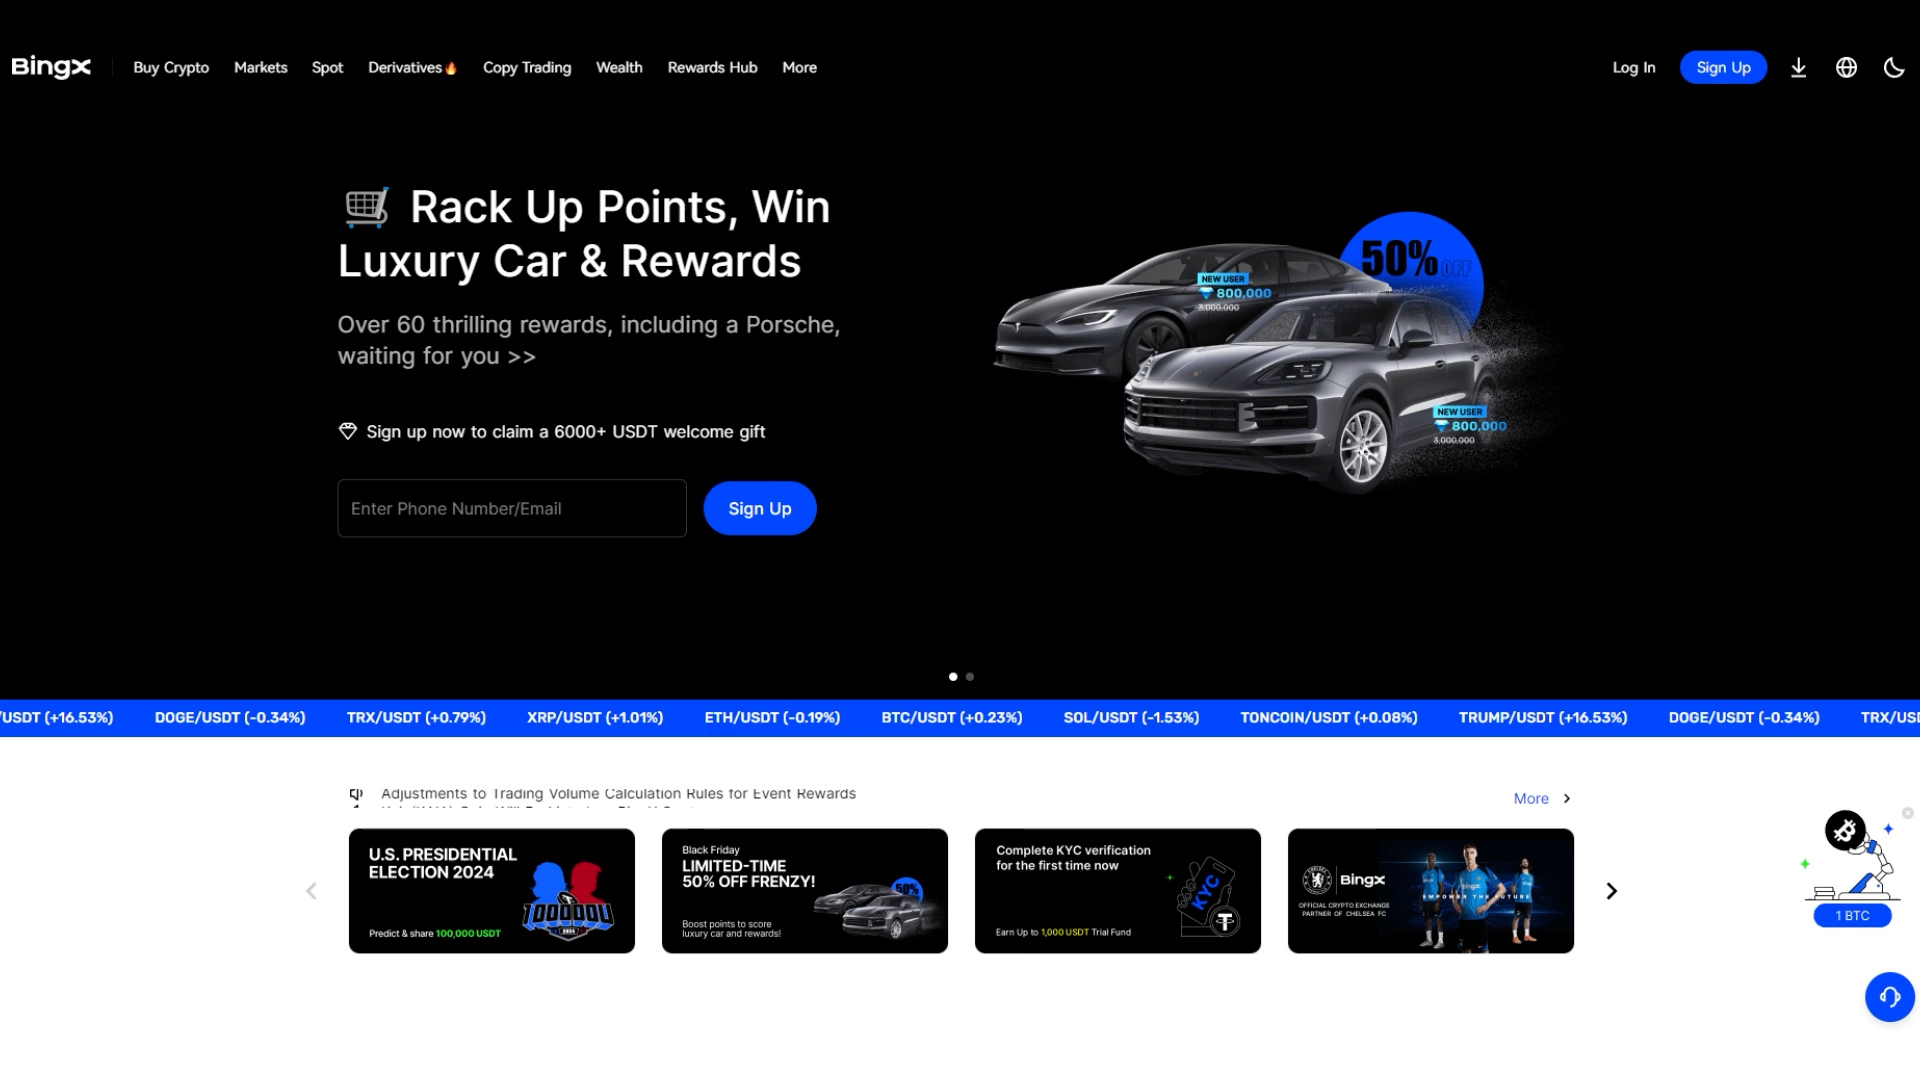 BingX
Buy Crypto
Markets
Spot
Derivatives
Copy Trading
Wealth
Rewards Hub
More
Log In
Sign Up
Rack Up Points, Win
Luxury Car & Rewards
Over 60 thrilling rewards, including a Porsche,
waiting for you >>
Sign up now to claim a 6000+ USDT welcome gift
Enter Phone Number/Email
Sign Up
50% OFF
NEW USER
800,000
3,000,000
NEW USER
800,000
3,000,000
/USDT (+16.53%)
DOGE/USDT (-0.34%)
TRX/USDT (+0.79%)
XRP/USDT (+1.01%)
ETH/USDT (-0.19%)
BTC/USDT (+0.23%)
SOL/USDT (-1.53%)
TONCOIN/USDT (+0.08%)
TRUMP/USDT (+16.53%)
DOGE/USDT (-0.34%)
TRX/USD
Adjustments to Trading Volume Calculation Rules for Event Rewards
More
U.S. PRESIDENTIAL
ELECTION 2024
2024
Predict & share 100,000 USDT
Black Friday
LIMITED-TIME
50% OFF FRENZY!
50%
Boost points to score
luxury car and rewards!
Complete KYC verification
for the first time now
KYC
Earn Up to 1,000 USDT Trial Fund
BingX
OFFICIAL CRYPTO EXCHANGE
PARTNER OF CHELSEA FC
EMPOWER THE FUTURE
1 BTC